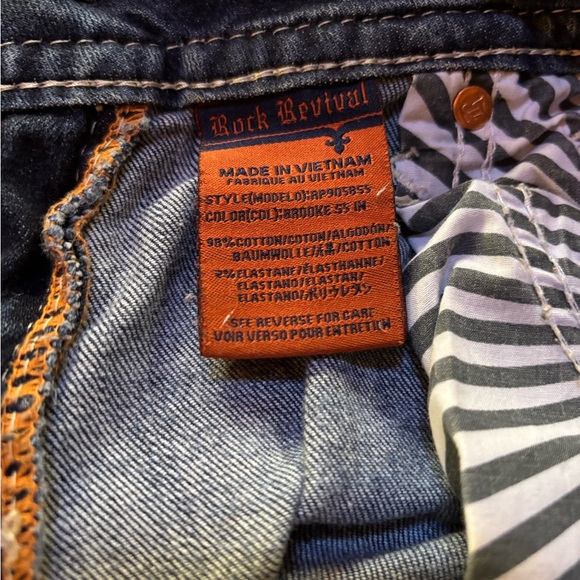 Rock Revival
MADE IN VIETNAM
FABRIQUE AU VIETNAM
STYLE(MODELO):RP9058S5
COLOR(COL):BROOKE S5 IN
98%COTTON/COTON/ALGODÓN/
BAUMWOLLE/綿/COTTON
2%ELASTANE/ÉLASTHANNE/
ELASTANO/ELASTAN/
ELASTANO/ポリウレタン
SEE REVERSE FOR CARE
VOIR VERSO POUR ENTRETIEN